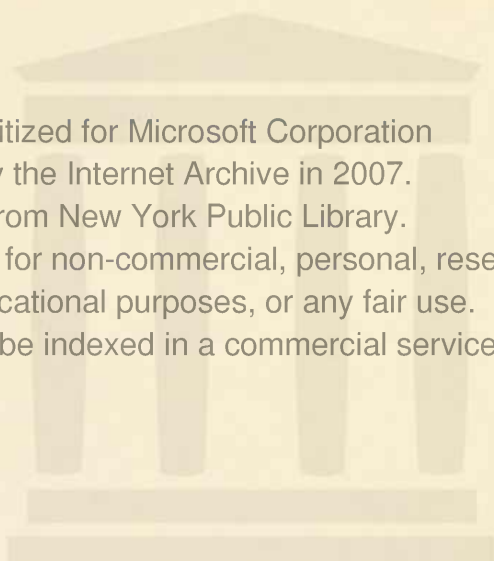 itized for Microsoft Corporation
the Internet Archive in 2007.
rom New York Public Library.
for non-commercial, personal, rese
cational purposes, or any fair use.
be indexed in a commercial service